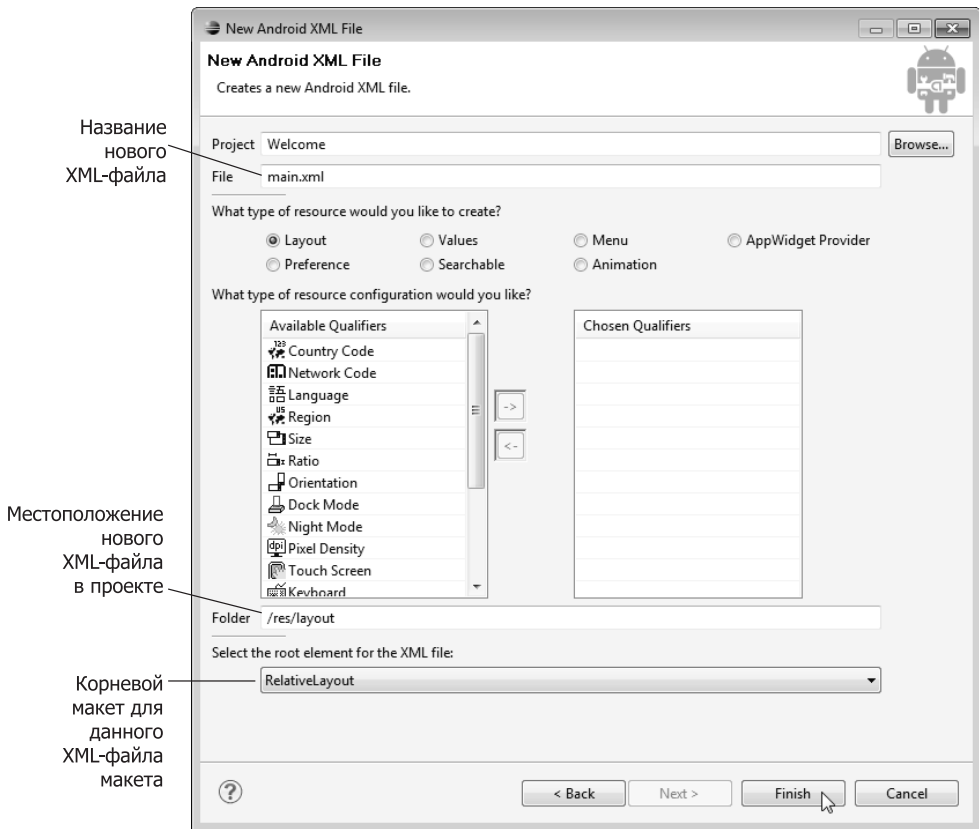 New Android XML File
New Android XML File
Creates a new Android XML file.
Название
нового
XML-файла
Project Welcome Browse...
File main.xml
What type of resource would you like to create?
Layout Values Menu AppWidget Provider
Preference Searchable Animation
What type of resource configuration would you like?
Available Qualifiers
Country Code
Network Code
Language
Region
Size
Ratio
Orientation
Dock Mode
Night Mode
Pixel Density
Touch Screen
Keyboard
->
<-
Chosen Qualifiers
Местоположение
нового
XML-файла
в проекте
Folder /res/layout
Select the root element for the XML file:
RelativeLayout
Корневой
макет для
данного
XML-файла
макета
? < Back Next > Finish Cancel